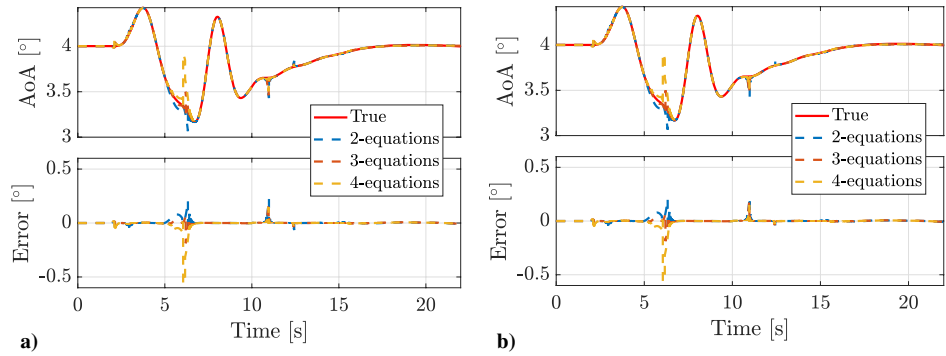 4
3.5
3
AoA [°]
True
2-equations
3-equations
4-equations
0.5
0
-0.5
Error [°]
0 5 10 15 20
Time [s]
a)
4
3.5
3
AoA [°]
True
2-equations
3-equations
4-equations
0.5
0
-0.5
Error [°]
0 5 10 15 20
Time [s]
b)